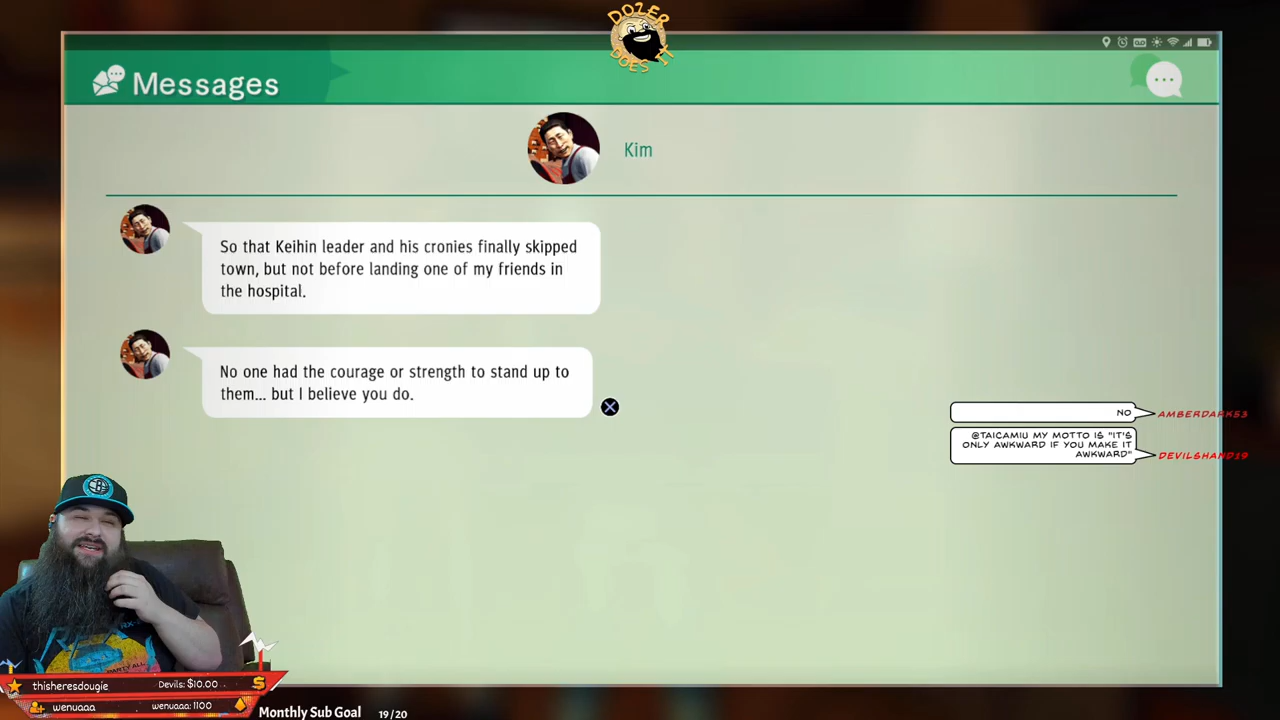 DOZER
DOES IT
Messages
Kim
So that Keihin leader and his cronies finally skipped
town, but not before landing one of my friends in
the hospital.
No one had the courage or strength to stand up to
them... but I believe you do.
NO
AMBERDARK53
@TAICAMIU MY MOTTO IS "IT'S
ONLY AWKWARD IF YOU MAKE IT
AWKWARD"
DEVILSHAND19
thisheresdougie
Devils: $10.00
wenuaaa
wenuaaa: 1100
Monthly Sub Goal
19/20